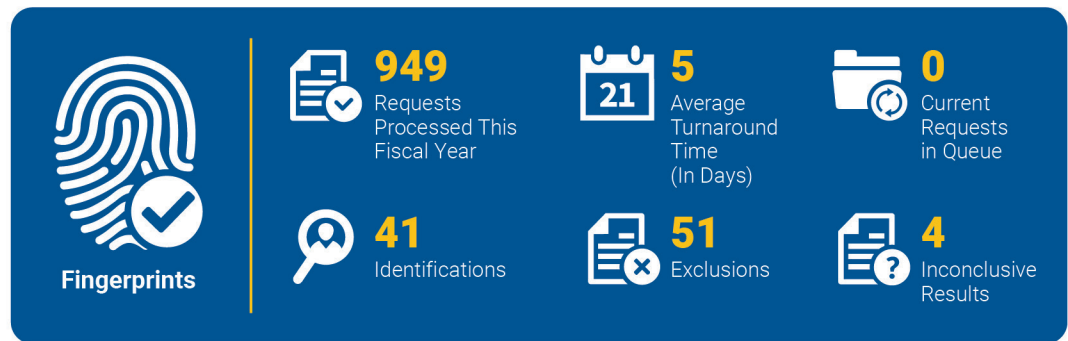 949
Requests
Processed This
Fiscal Year
21
5
Average
Turnaround
Time
(In Days)
0
Current
Requests
in Queue
Fingerprints
41
Identifications
51
Exclusions
?
4
Inconclusive
Results